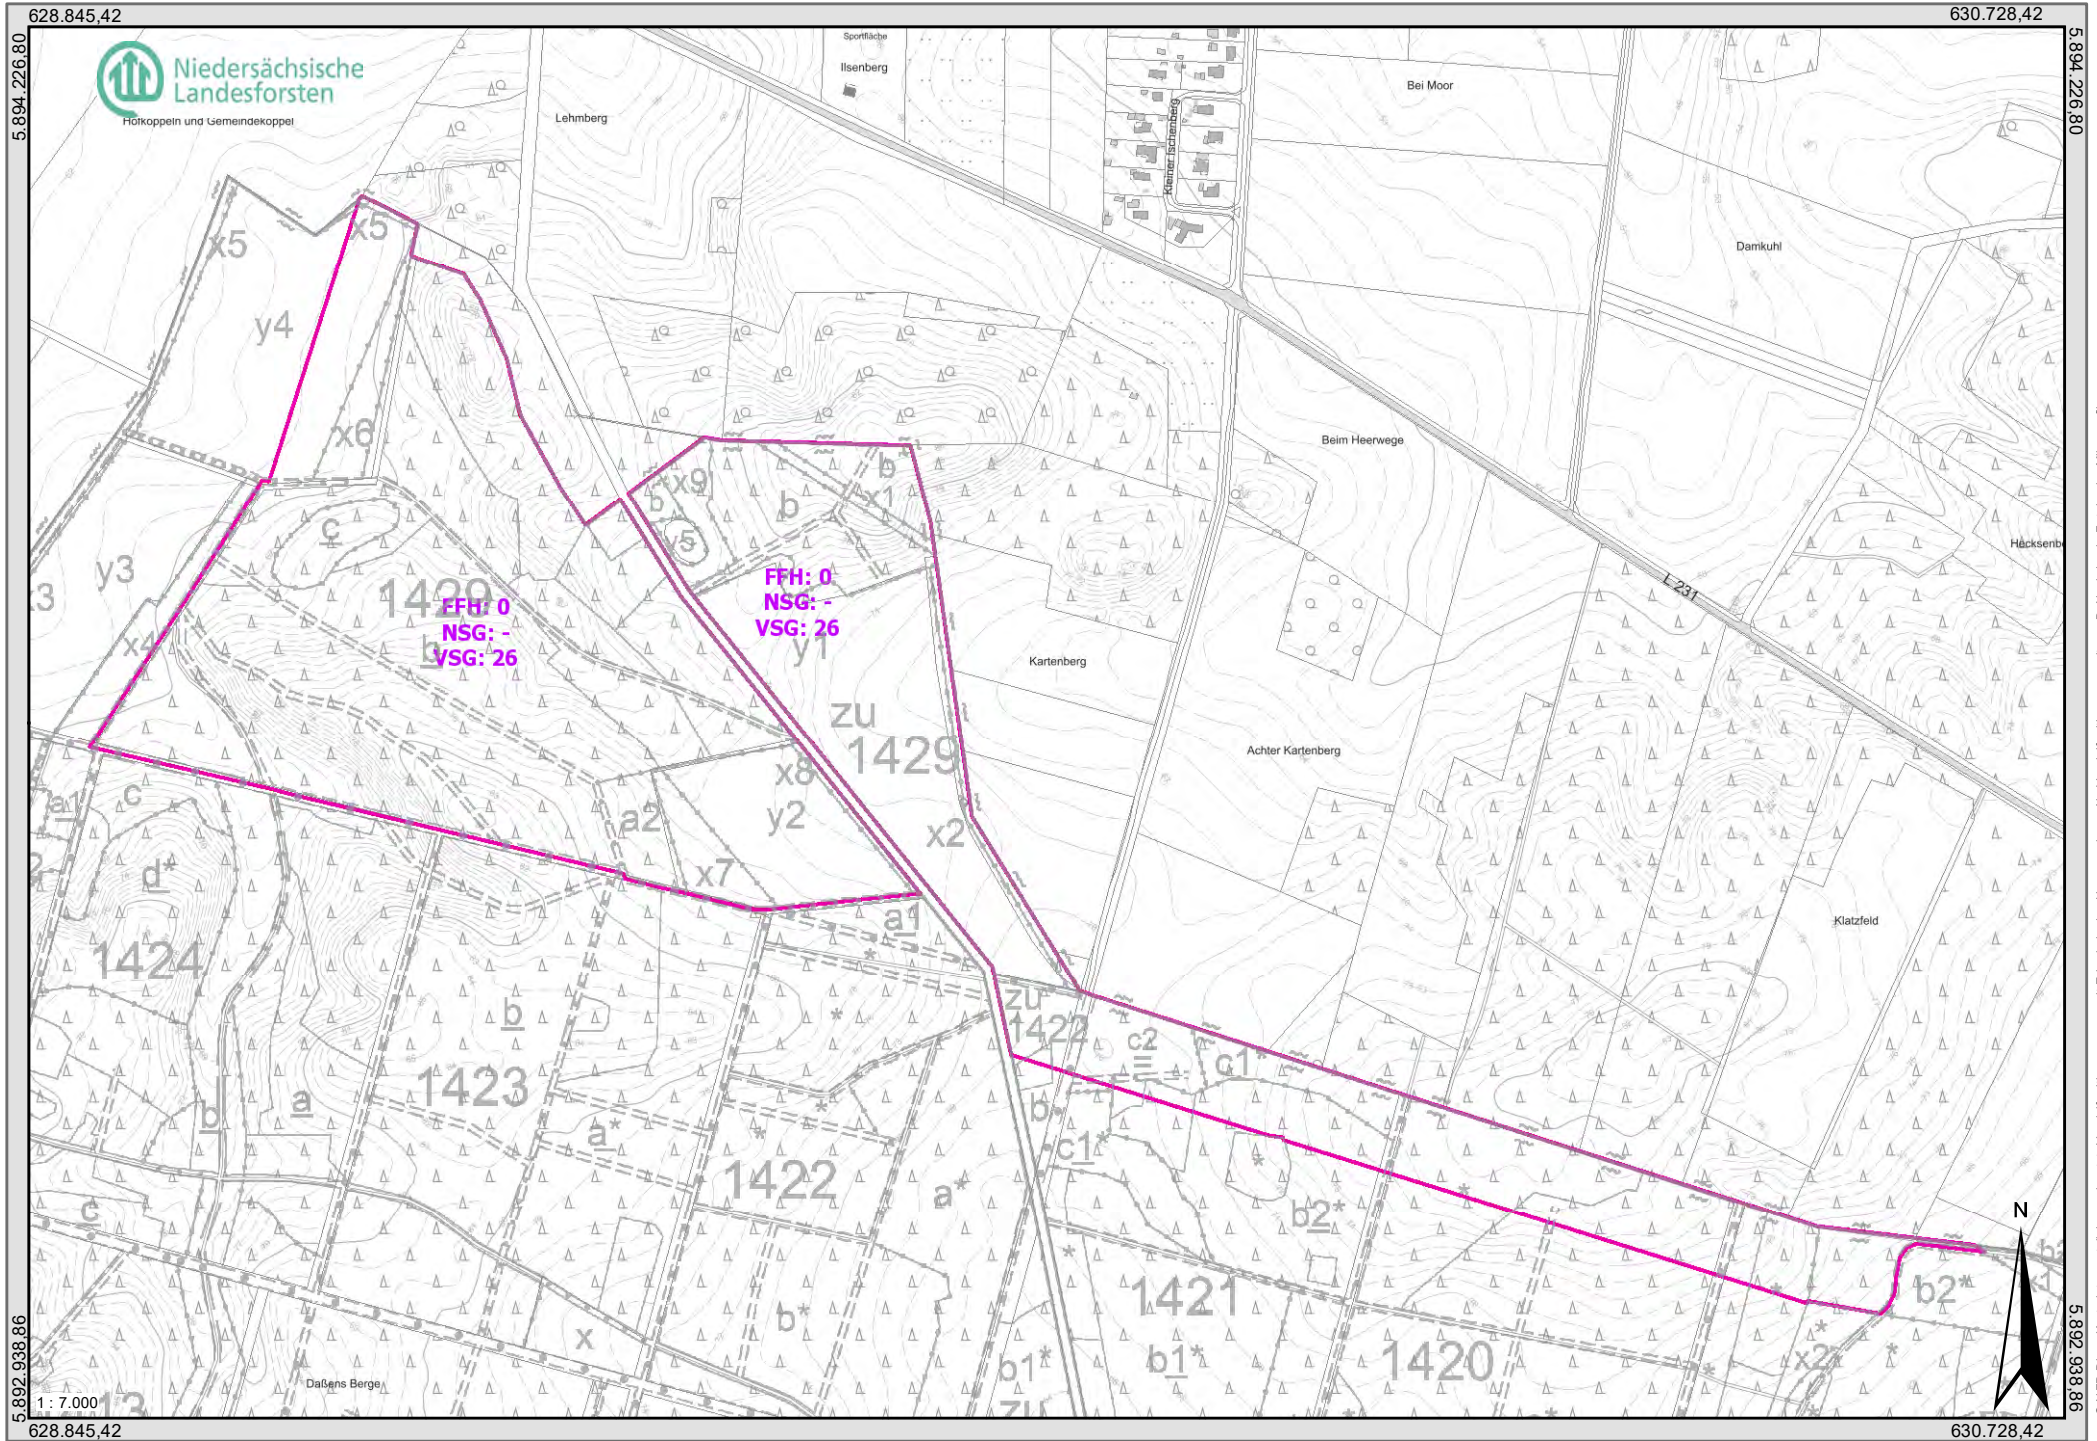 628.845,42
630.728,42
5.894.226,80
5.894.226,80
Niedersächsische
Landesforsten
Hofkoppeln und Gemeindekoppel
Sportfläche
Ilsenberg
Lehmberg
Kleiner Ischenberg
Bei Moor
Damkuhl
x5
x5
y4
x6
Beim Heerwege
x9
b
b
b
x1
y5
c
y3
x4
1429
FFH: 0
NSG: -
VSG: 26
b
FFH: 0
NSG: -
VSG: 26
y1
Kartenberg
L 231
zu
1429
Achter Kartenberg
x8
y2
a2
x2
x7
a1
c
a1
d*
1424
Klatzfeld
b
zu
1422
c2
c1*
1423
a
b
a*
b
c1*
1422
a*
b2*
c
1421
b2*
b*
x
b1*
b1*
1420
x2*
zu
Daßens Berge
N
1 : 7.000
5.892.938,86
5.892.938,86
628.845,42
630.728,42